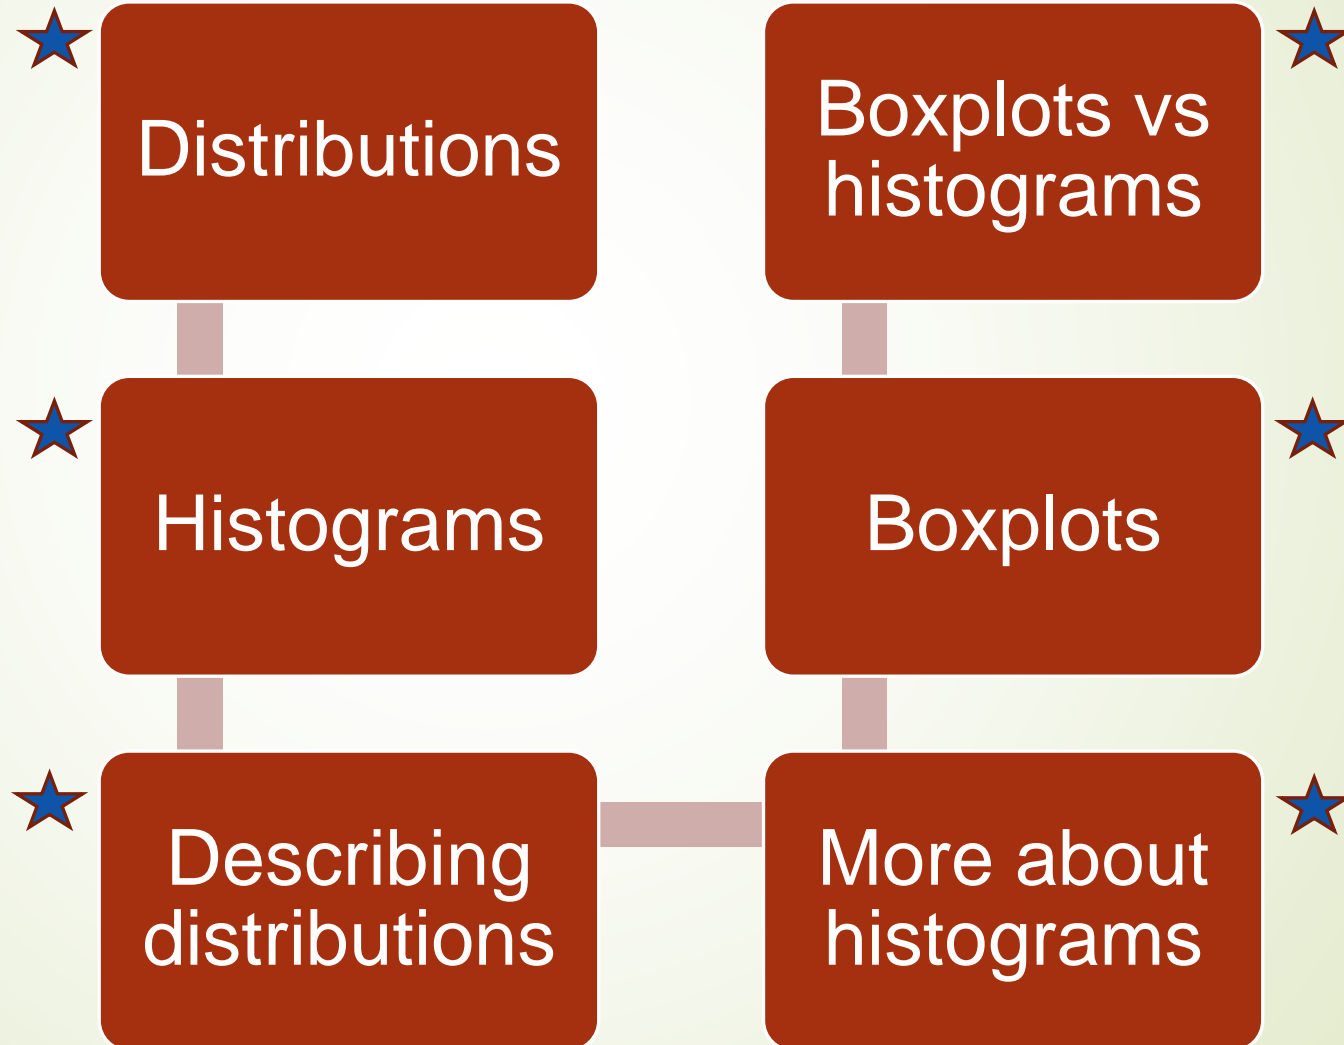 Distributions
Histograms
Describing
distributions
More about
histograms
Boxplots
Boxplots vs
histograms